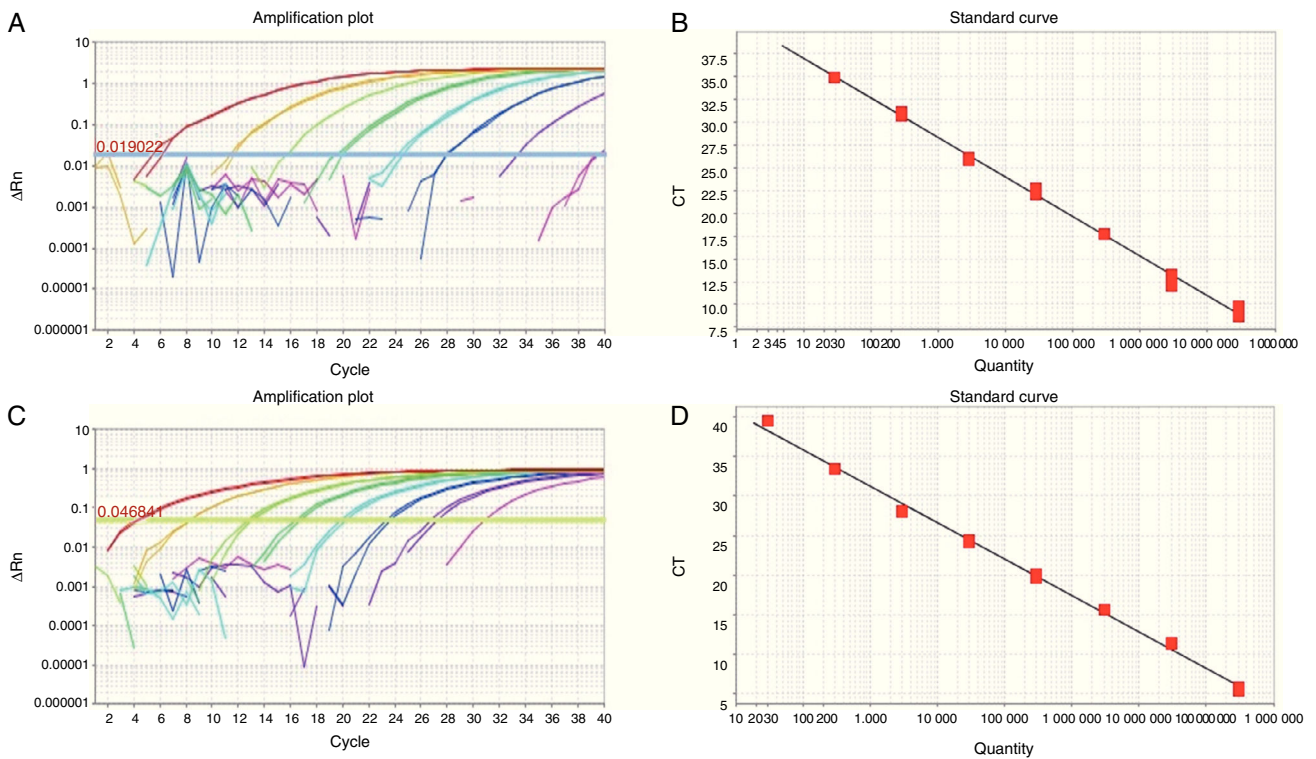 A
Amplification plot
10
1
0.1
0.01
0.001
0.0001
0.00001
0.000001
0.019022
ΔRn
2 4 6 8 10 12 14 16 18 20 22 24 26 28 30 32 34 36 38 40
Cycle
B
Standard curve
37.5
35.0
32.5
30.0
27.5
25.0
22.5
20.0
17.5
15.0
12.5
10.0
7.5
CT
1 2 345 10 2030 100200 1.000 10 000 100 000 1 000 000 10 000 000
Quantity
C
Amplification plot
10
1
0.1
0.01
0.001
0.0001
0.00001
0.000001
0.046841
ΔRn
2 4 6 8 10 12 14 16 18 20 22 24 26 28 30 32 34 36 38 40
Cycle
D
Standard curve
40
35
30
25
20
15
10
5
CT
10 2030 100 200 1.000 10 000 100 000 1 000 000 10 000 000 1 000 000
Quantity